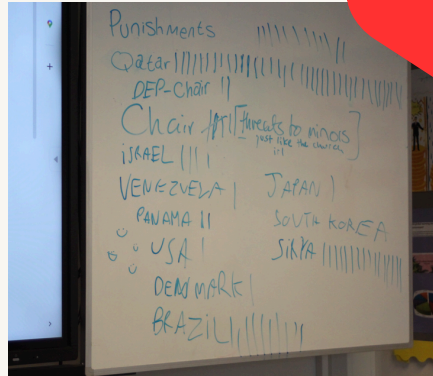 Punishments
Qatar
DEP-Chair
Chair [threats to minors
just like the church
]
ISRAEL
VENEZUELA JAPAN
PANAMA SOUTH KOREA
USA SIRYA
DENSMARK
BRAZIL